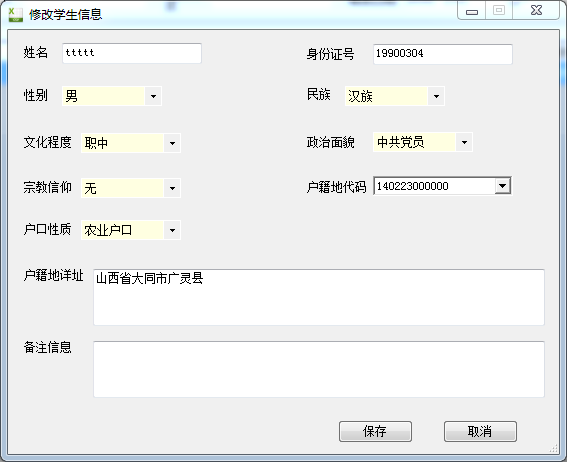 修改学生信息
姓名 ttttt 身份证号 19900304
性别 男 民族 汉族
文化程度 职中 政治面貌 中共党员
宗教信仰 无 户籍地代码 140223000000
户口性质 农业户口
户籍地详址 山西省大同市广灵县
备注信息
保存 取消